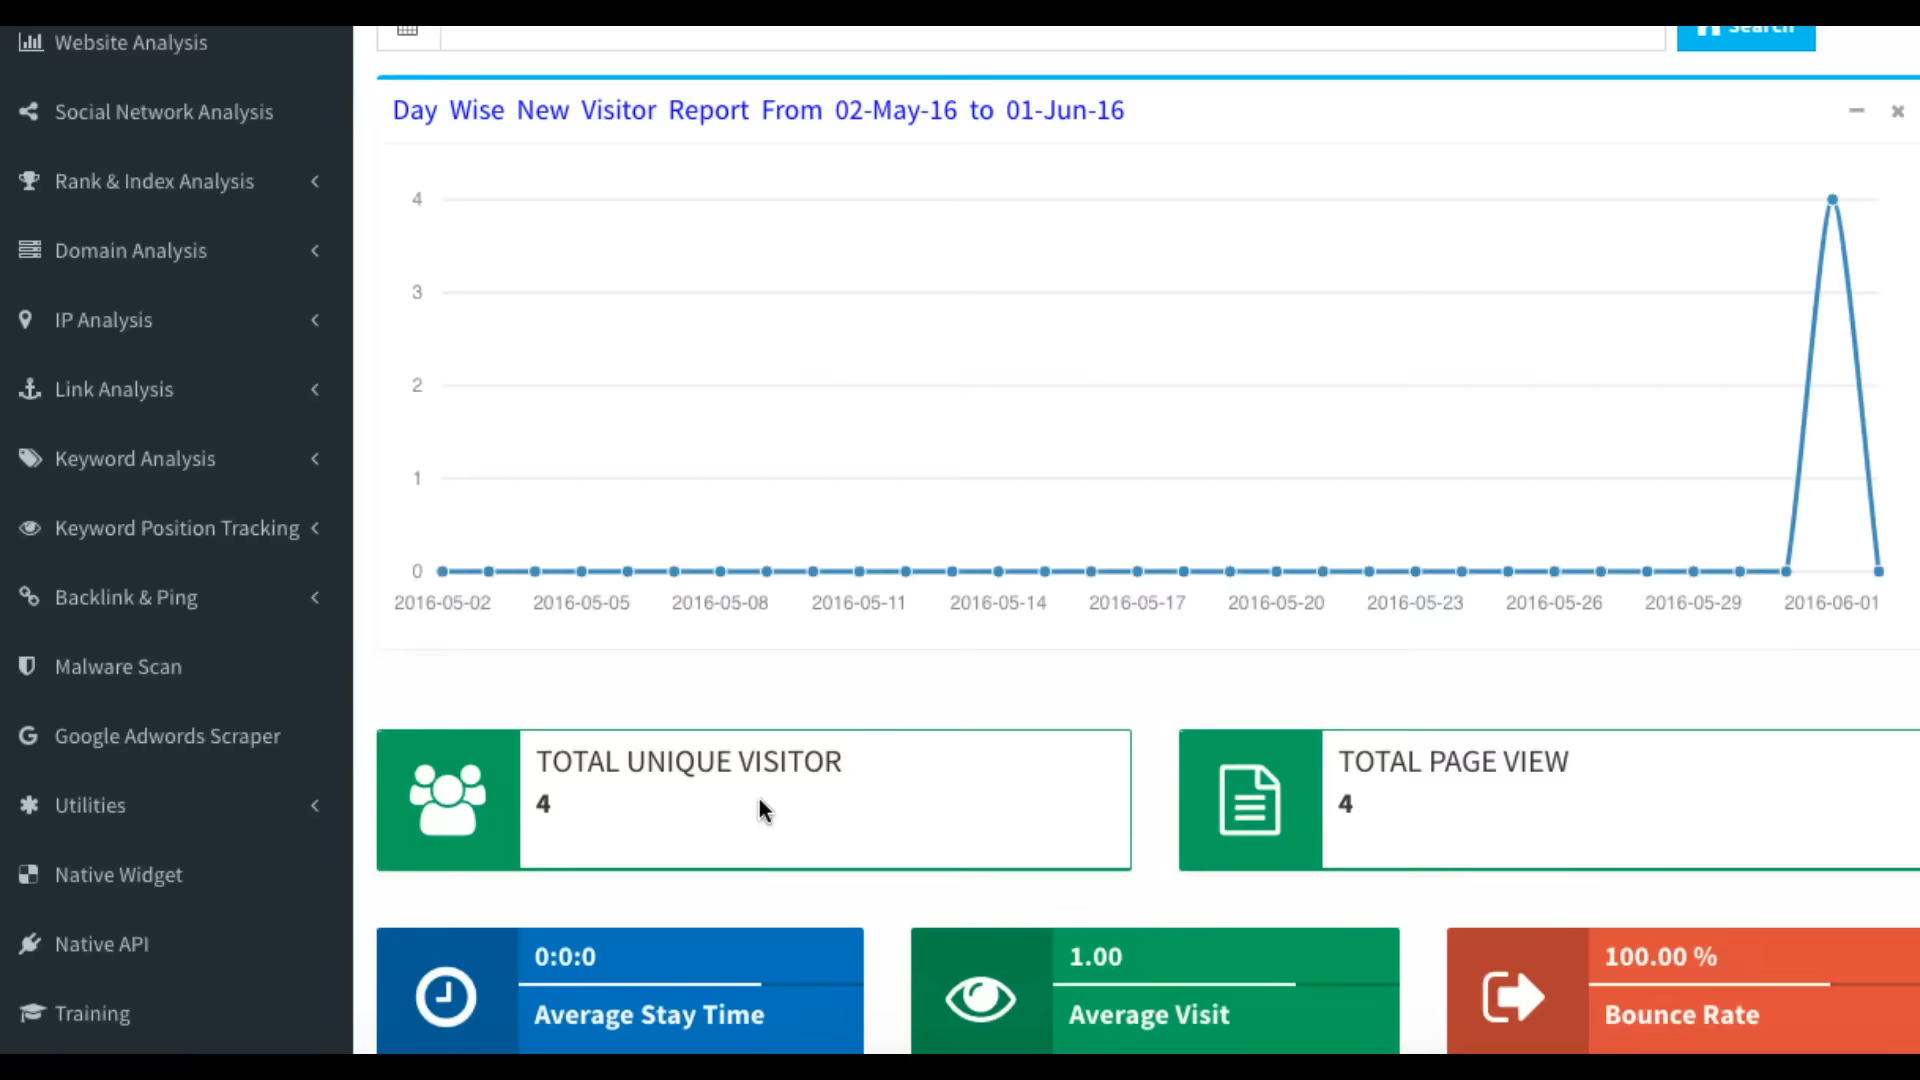 Website Analysis
Social Network Analysis
Rank & Index Analysis
Domain Analysis
IP Analysis
Link Analysis
Keyword Analysis
Keyword Position Tracking
Backlink & Ping
Malware Scan
Google Adwords Scraper
Utilities
Native Widget
Native API
Training
Search
Day Wise New Visitor Report From 02-May-16 to 01-Jun-16
4
3
2
1
0
2016-05-02 2016-05-05 2016-05-08 2016-05-11 2016-05-14 2016-05-17 2016-05-20 2016-05-23 2016-05-26 2016-05-29 2016-06-01
TOTAL UNIQUE VISITOR
4
TOTAL PAGE VIEW
4
0:0:0
Average Stay Time
1.00
Average Visit
100.00 %
Bounce Rate